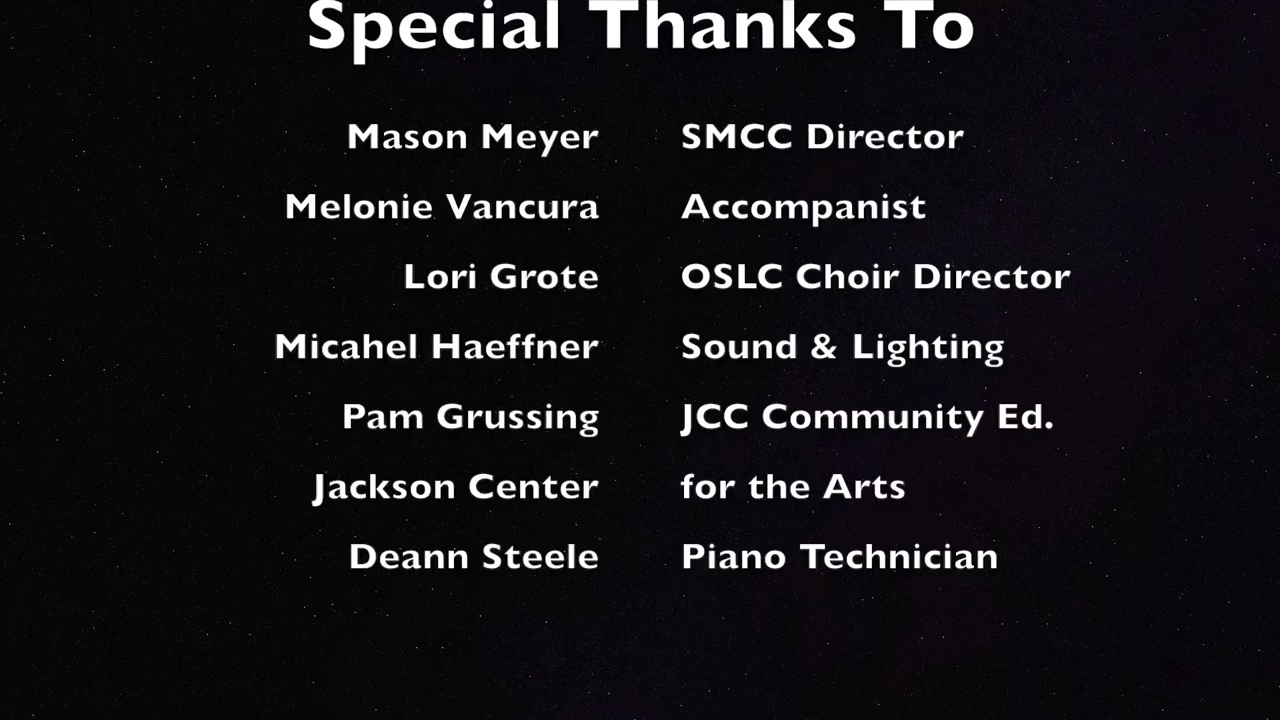 Special Thanks To
Mason Meyer SMCC Director
Melonie Vancura Accompanist
Lori Grote OSLC Choir Director
Micahel Haeffner Sound & Lighting
Pam Grussing JCC Community Ed.
Jackson Center for the Arts
Deann Steele Piano Technician